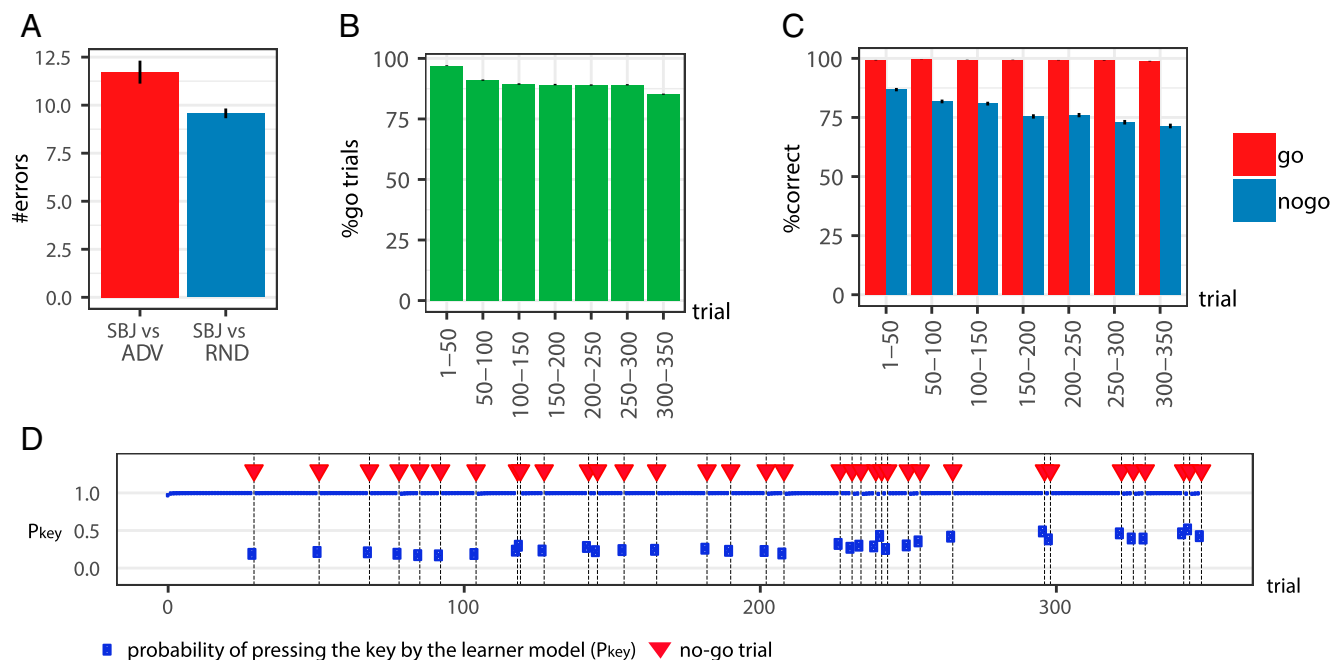 A
#errors
12.5
10.0
7.5
5.0
2.5
0.0
SBJ vs
ADV
SBJ vs
RND
B
%go trials
100
75
50
25
0
trial
1−50
50−100
100−150
150−200
200−250
250−300
300−350
C
%correct
100
75
50
25
0
trial
1−50
50−100
100−150
150−200
200−250
250−300
300−350
go
nogo
D
Pkey
1.0
0.5
0.0
0
100
200
300
trial
probability of pressing the key by the learner model (Pkey)
no-go trial